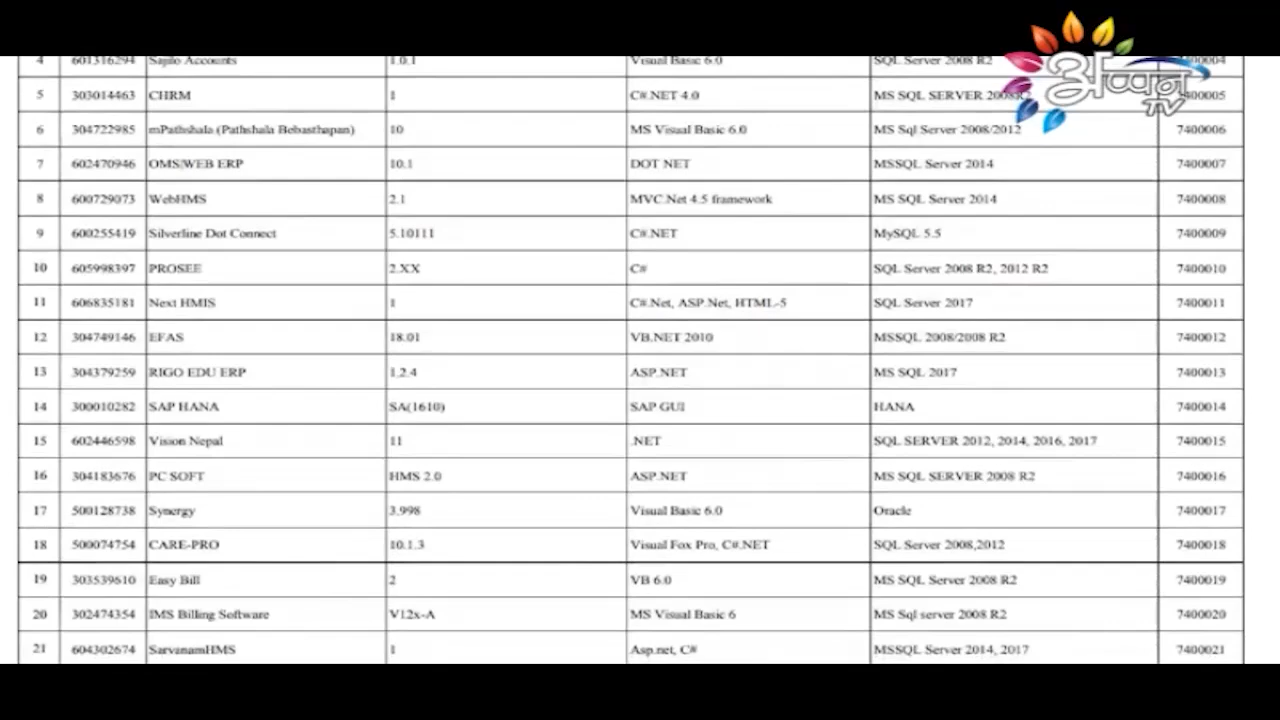 4 601316294 Sajilo Accounts 1.0.1 Visual Basic 6.0 SQL Server 2008 R2 7400004
5 303014463 CHRM 1 C#.NET 4.0 MS SQL SERVER 2008R2 7400005
6 304722985 mPathshala (Pathshala Bebasthapan) 10 MS Visual Basic 6.0 MS Sql Server 2008/2012 7400006
7 602470946 OMS|WEB ERP 10.1 DOT NET MSSQL Server 2014 7400007
8 600729073 WebHMS 2.1 MVC.Net 4.5 framework MS SQL Server 2014 7400008
9 600255419 Silverline Dot Connect 5.10111 C#.NET MySQL 5.5 7400009
10 605998397 PROSEE 2.XX C# SQL Server 2008 R2, 2012 R2 7400010
11 606835181 Next HMIS 1 C#.Net, ASP.Net, HTML-5 SQL Server 2017 7400011
12 304749146 EFAS 18.01 VB.NET 2010 MSSQL 2008/2008 R2 7400012
13 304379259 RIGO EDU ERP 1.2.4 ASP.NET MS SQL 2017 7400013
14 300010282 SAP HANA SA(1610) SAP GUI HANA 7400014
15 602446598 Vision Nepal 11 .NET SQL SERVER 2012, 2014, 2016, 2017 7400015
16 304183676 PC SOFT HMS 2.0 ASP.NET MS SQL SERVER 2008 R2 7400016
17 500128738 Synergy 3.998 Visual Basic 6.0 Oracle 7400017
18 500074754 CARE-PRO 10.1.3 Visual Fox Pro, C#.NET SQL Server 2008,2012 7400018
19 303539610 Easy Bill 2 VB 6.0 MS SQL Server 2008 R2 7400019
20 302474354 IMS Billing Software V12x-A MS Visual Basic 6 MS Sql server 2008 R2 7400020
21 604302674 SarvanamHMS 1 Asp.net, C# MSSQL Server 2014, 2017 7400021
अप्पन
TV